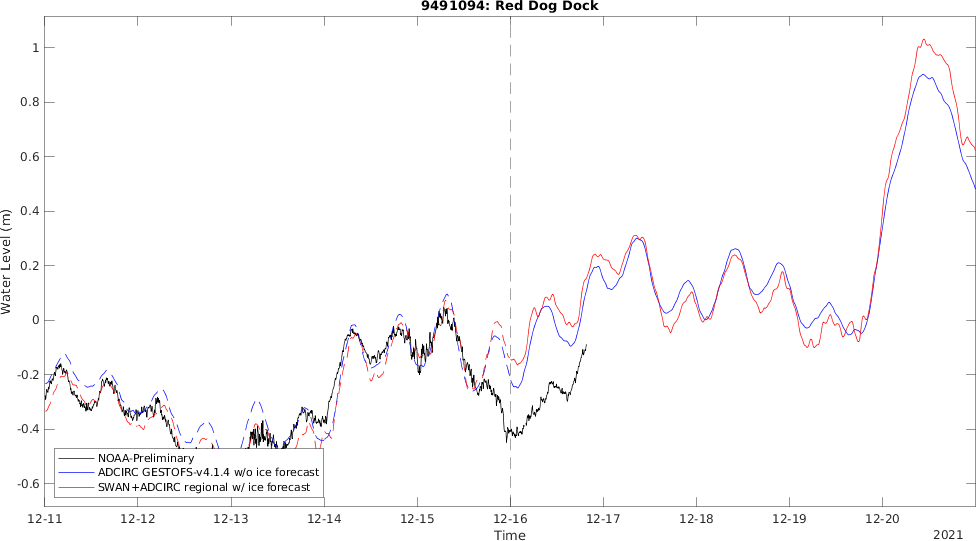 9491094: Red Dog Dock
Water Level (m)
1
0.8
0.6
0.4
0.2
0
-0.2
-0.4
-0.6
NOAA-Preliminary
ADCIRC GESTOFS-v4.1.4 w/o ice forecast
SWAN+ADCIRC regional w/ ice forecast
12-11 12-12 12-13 12-14 12-15 12-16 12-17 12-18 12-19 12-20
Time
2021